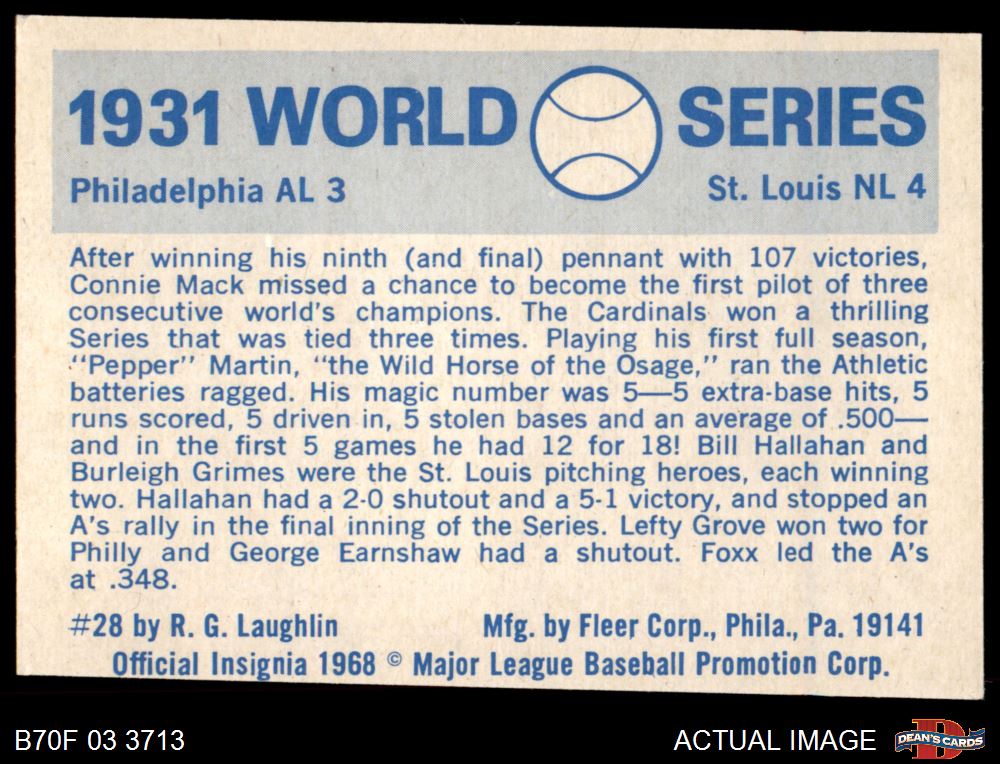 1931 WORLD SERIES
Philadelphia AL 3 St. Louis NL 4
After winning his ninth (and final) pennant with 107 victories,
Connie Mack missed a chance to become the first pilot of three
consecutive world's champions. The Cardinals won a thrilling
Series that was tied three times. Playing his first full season,
"Pepper" Martin, "the Wild Horse of the Osage," ran the Athletic
batteries ragged. His magic number was 5—5 extra-base hits, 5
runs scored, 5 driven in, 5 stolen bases and an average of .500—
and in the first 5 games he had 12 for 18! Bill Hallahan and
Burleigh Grimes were the St. Louis pitching heroes, each winning
two. Hallahan had a 2-0 shutout and a 5-1 victory, and stopped an
A's rally in the final inning of the Series. Lefty Grove won two for
Philly and George Earnshaw had a shutout. Foxx led the A's
at .348.
#28 by R. G. Laughlin Mfg. by Fleer Corp., Phila., Pa. 19141
Official Insignia 1968 © Major League Baseball Promotion Corp.
B70F 03 3713 ACTUAL IMAGE D DEAN'S CARDS